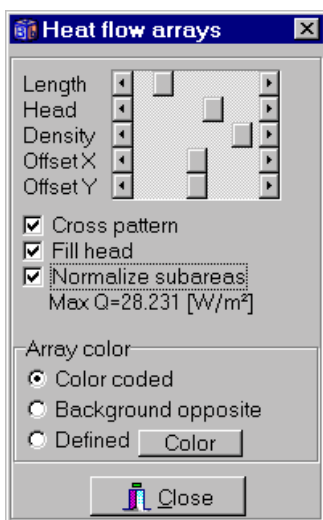 Heat flow arrays
Length
Head
Density
Offset X
Offset Y
Cross pattern
Fill head
Normalize subareas
Max Q=28.231 [W/m²]
Array color
Color coded
Background opposite
Defined Color
Close